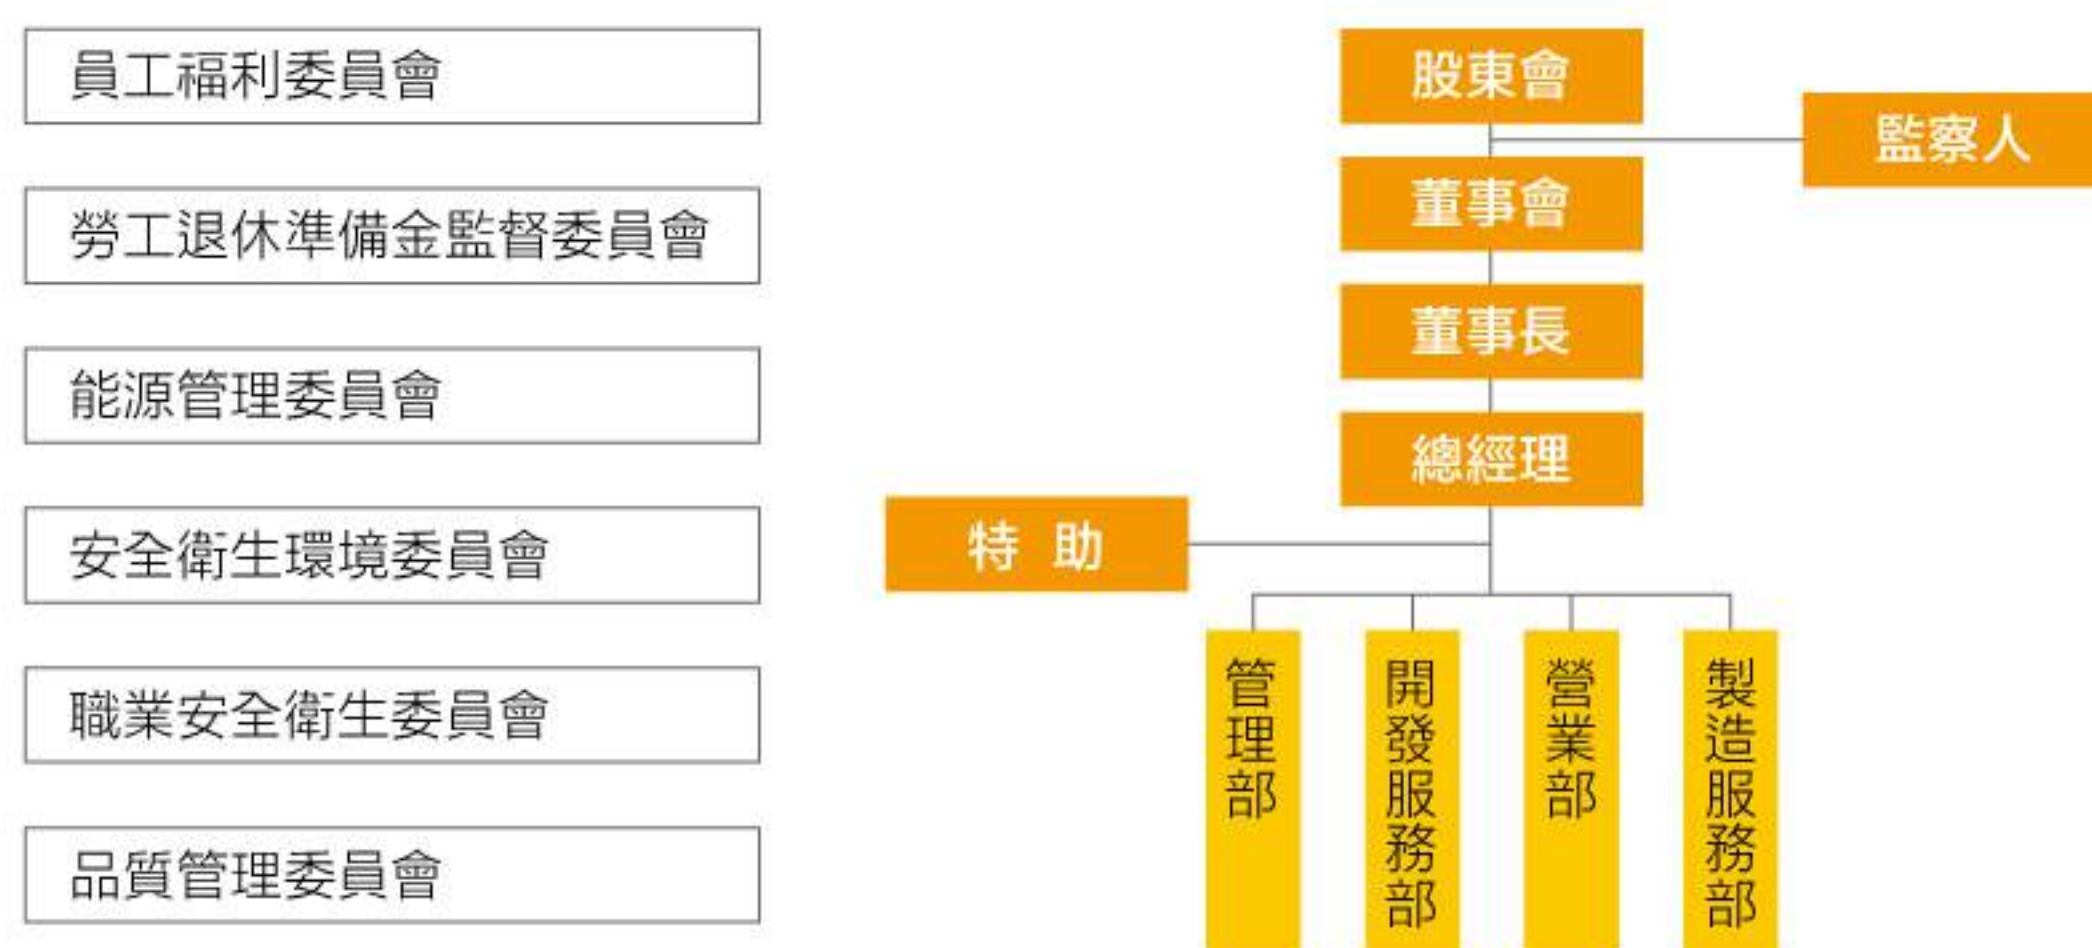 員工福利委員會
勞工退休準備金監督委員會
能源管理委員會
安全衛生環境委員會
職業安全衛生委員會
品質管理委員會
股東會
監察人
董事會
董事長
總經理
特 助
管理部
開發服務部
營業部
製造服務部